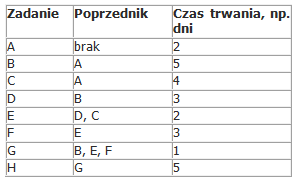 Zadanie Poprzednik Czas trwania, np. dni
A brak 2
B A 5
C A 4
D B 3
E D, C 2
F E 3
G B, E, F 1
H G 5